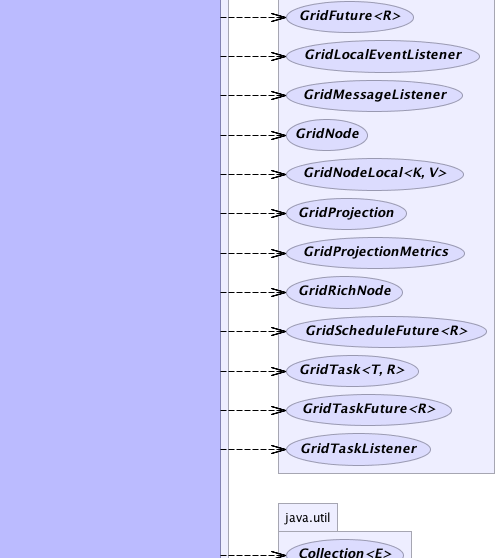 GridFuture<R>
GridLocalEventListener
GridMessageListener
GridNode
GridNodeLocal<K, V>
GridProjection
GridProjectionMetrics
GridRichNode
GridScheduleFuture<R>
GridTask<T, R>
GridTaskFuture<R>
GridTaskListener
java.util
Collection<E>